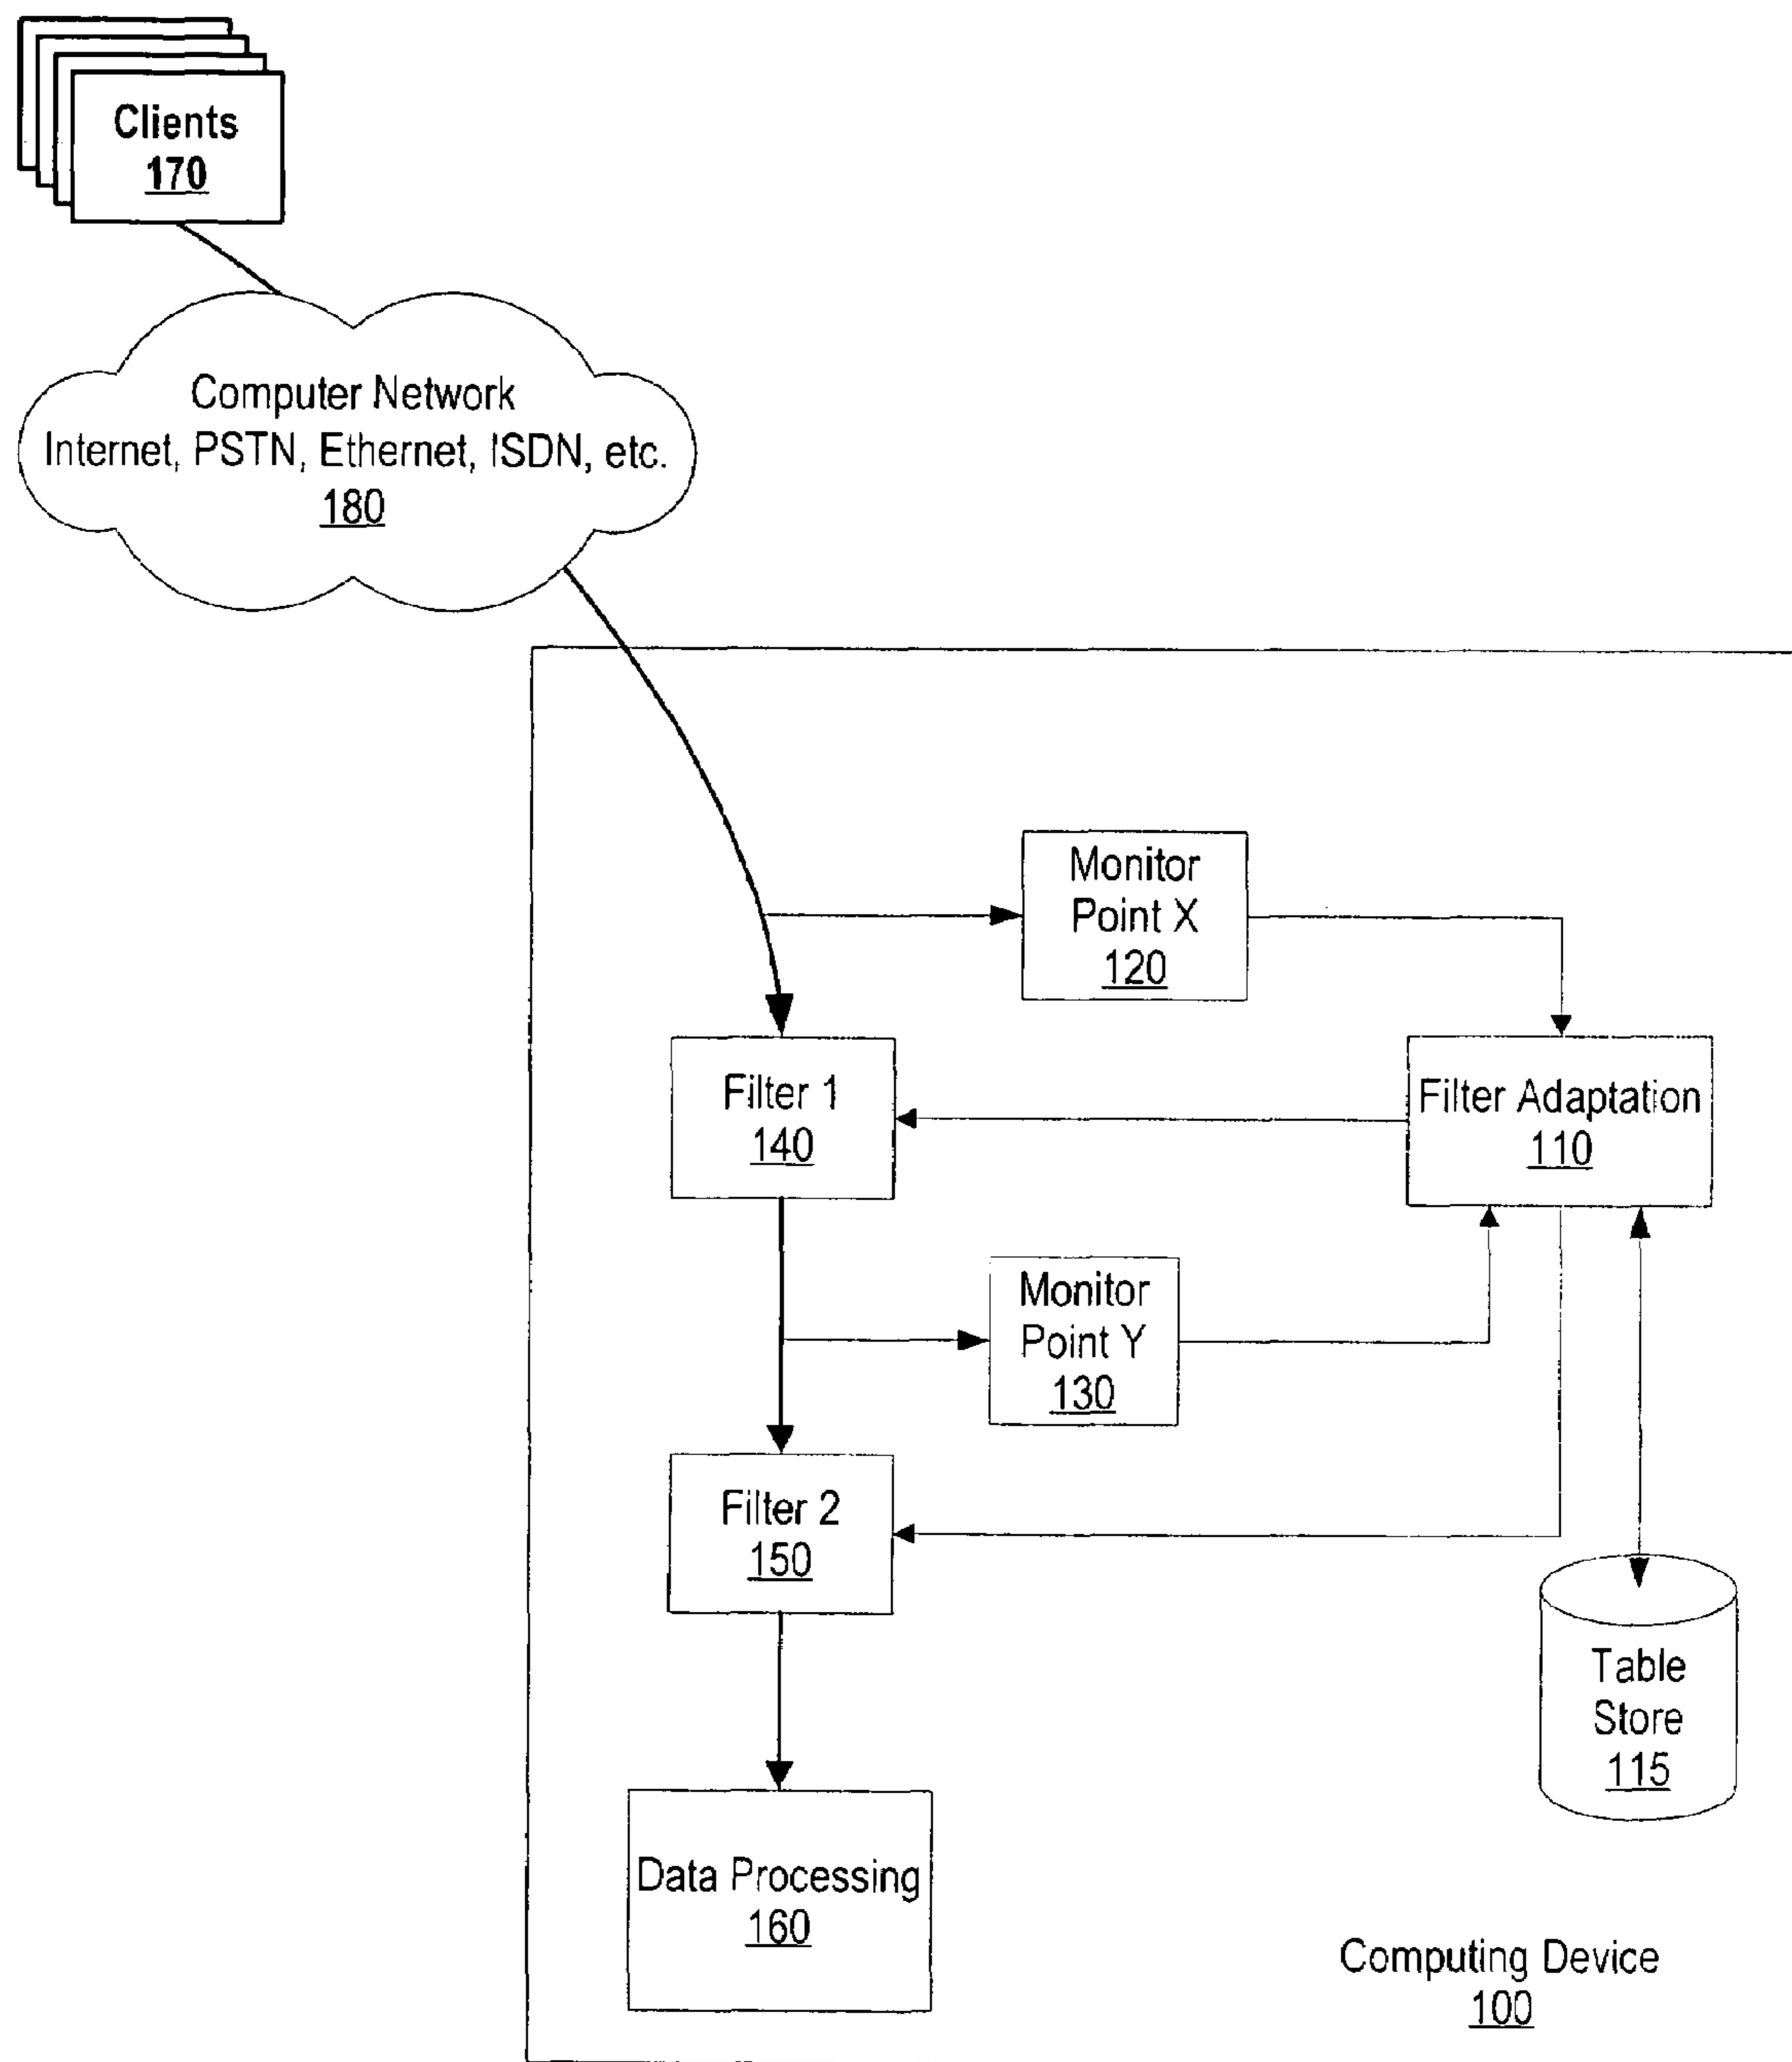 Clients
170
Computer Network
Internet, PSTN, Ethernet, ISDN, etc.
180
Monitor
Point X
120
Filter 1
140
Filter Adaptation
110
Monitor
Point Y
130
Filter 2
150
Table
Store
115
Data Processing
160
Computing Device
100